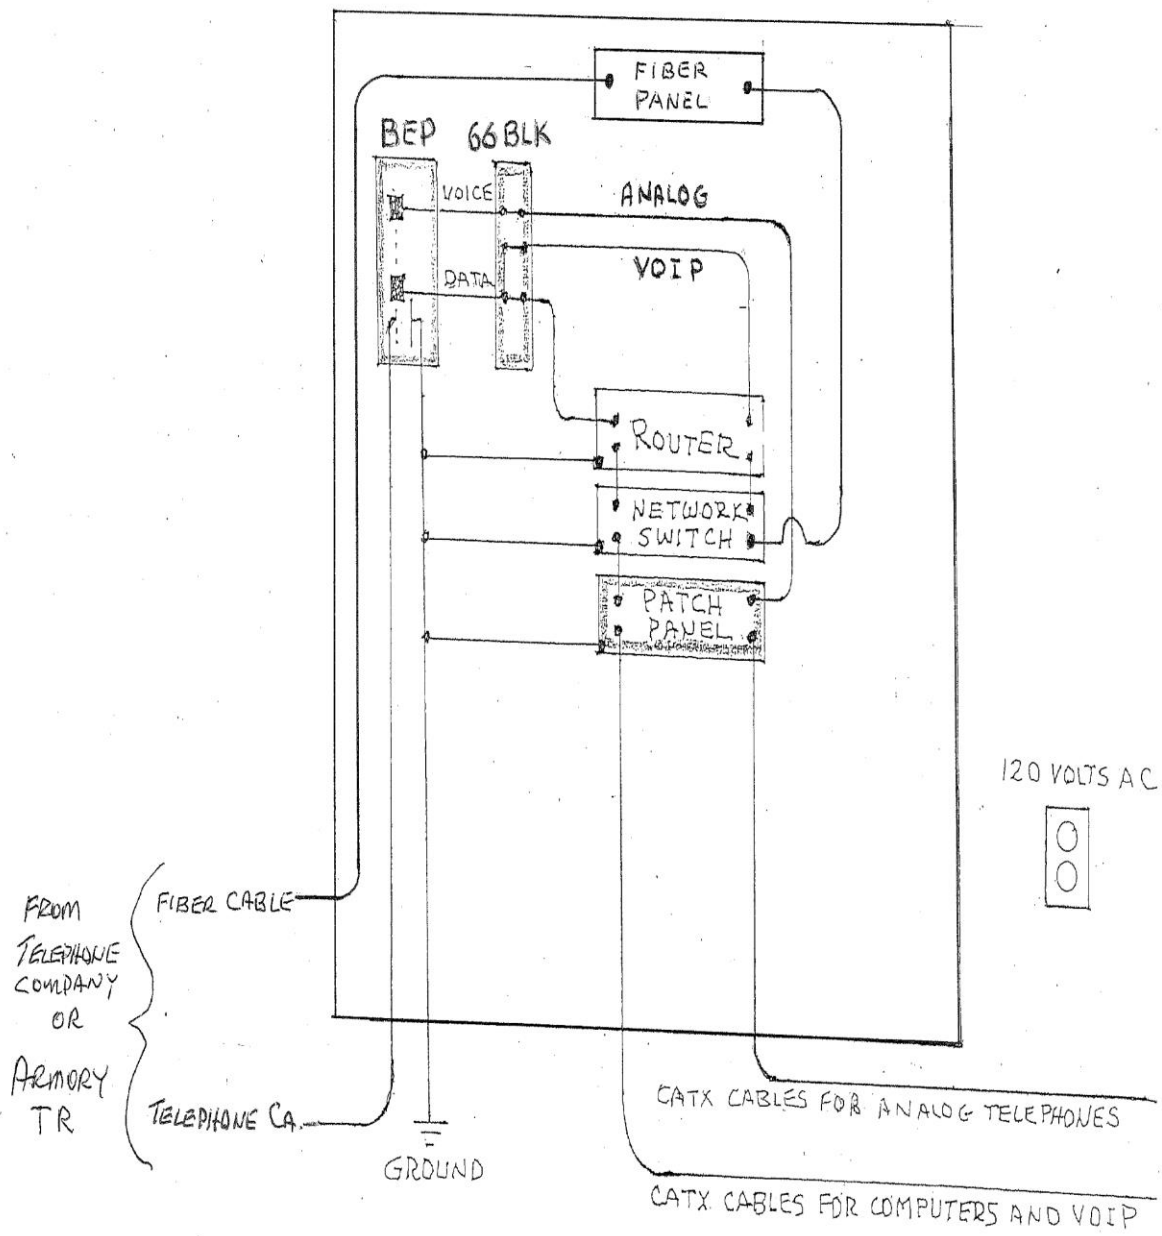 FIBER
PANEL
BEP
66 BLK
VOICE
ANALOG
VOIP
DATA
ROUTER
NETWORK
SWITCH
PATCH
PANEL
120 VOLTS AC
FROM
TELEPHONE
COMPANY
OR
ARMORY
TR
FIBER CABLE
TELEPHONE CA.
GROUND
CATX CABLES FOR ANALOG TELEPHONES
CATX CABLES FOR COMPUTERS AND VOIP